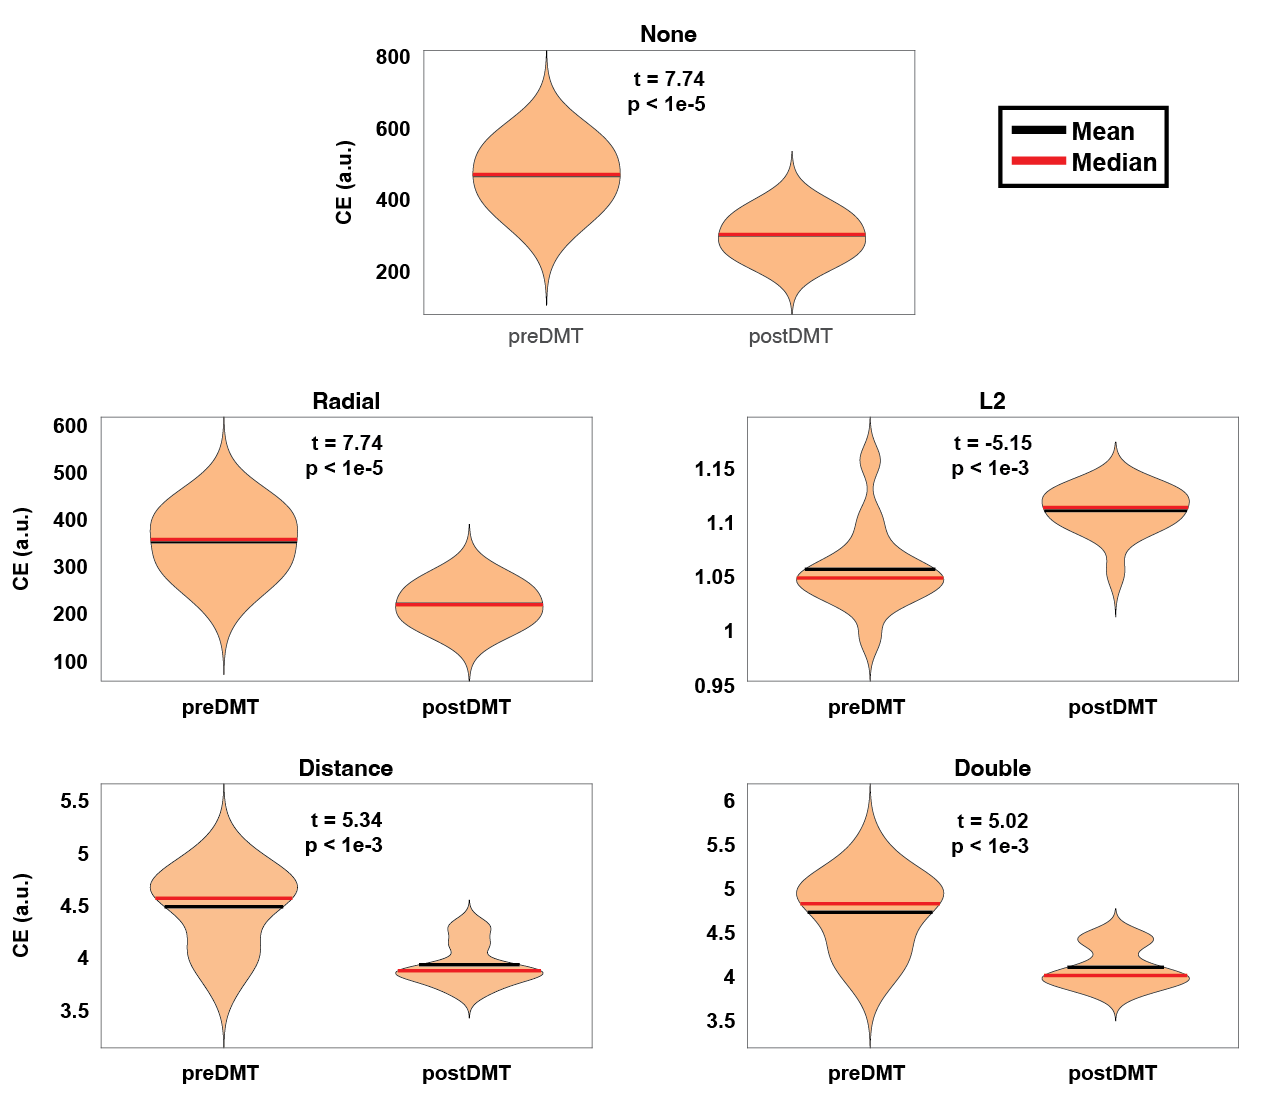 None
800
600
400
200
CE (a.u.)
t = 7.74
p < 1e-5
preDMT
postDMT
Mean
Median
Radial
600
500
400
300
200
100
CE (a.u.)
t = 7.74
p < 1e-5
preDMT
postDMT
L2
1.15
1.1
1.05
1
0.95
t = -5.15
p < 1e-3
preDMT
postDMT
Distance
5.5
5
4.5
4
3.5
CE (a.u.)
t = 5.34
p < 1e-3
preDMT
postDMT
Double
6
5.5
5
4.5
4
3.5
t = 5.02
p < 1e-3
preDMT
postDMT